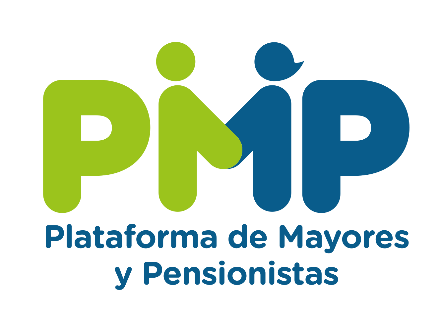 PMP
Plataforma de Mayores
y Pensionistas